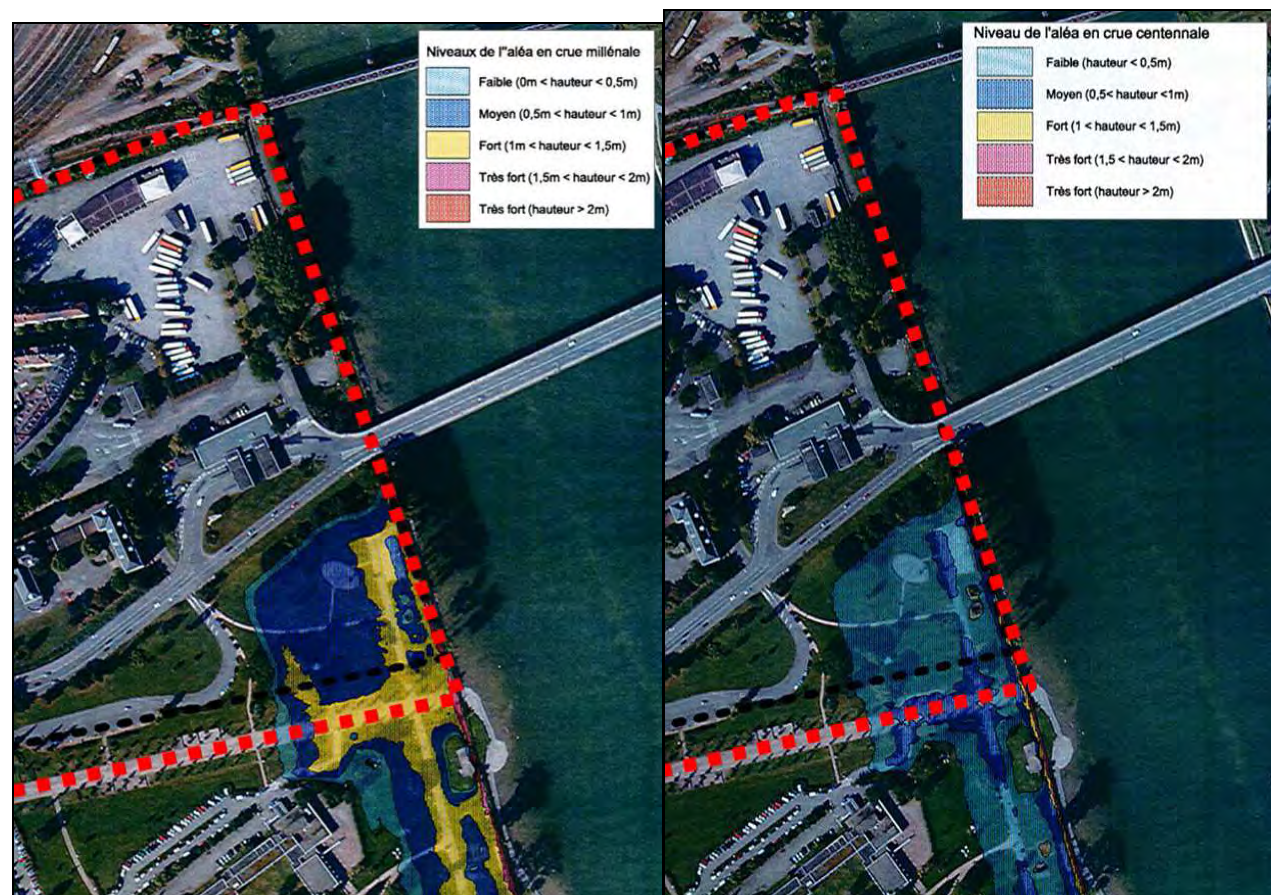 Niveaux de l''aléa en crue millénale
Faible (0m < hauteur < 0,5m)
Moyen (0,5m < hauteur < 1m)
Fort (1m < hauteur < 1,5m)
Très fort (1,5m < hauteur < 2m)
Très fort (hauteur > 2m)
Niveau de l'aléa en crue centennale
Faible (hauteur < 0,5m)
Moyen (0,5< hauteur <1m)
Fort (1 < hauteur < 1,5m)
Très fort (1,5 < hauteur < 2m)
Très fort (hauteur > 2m)